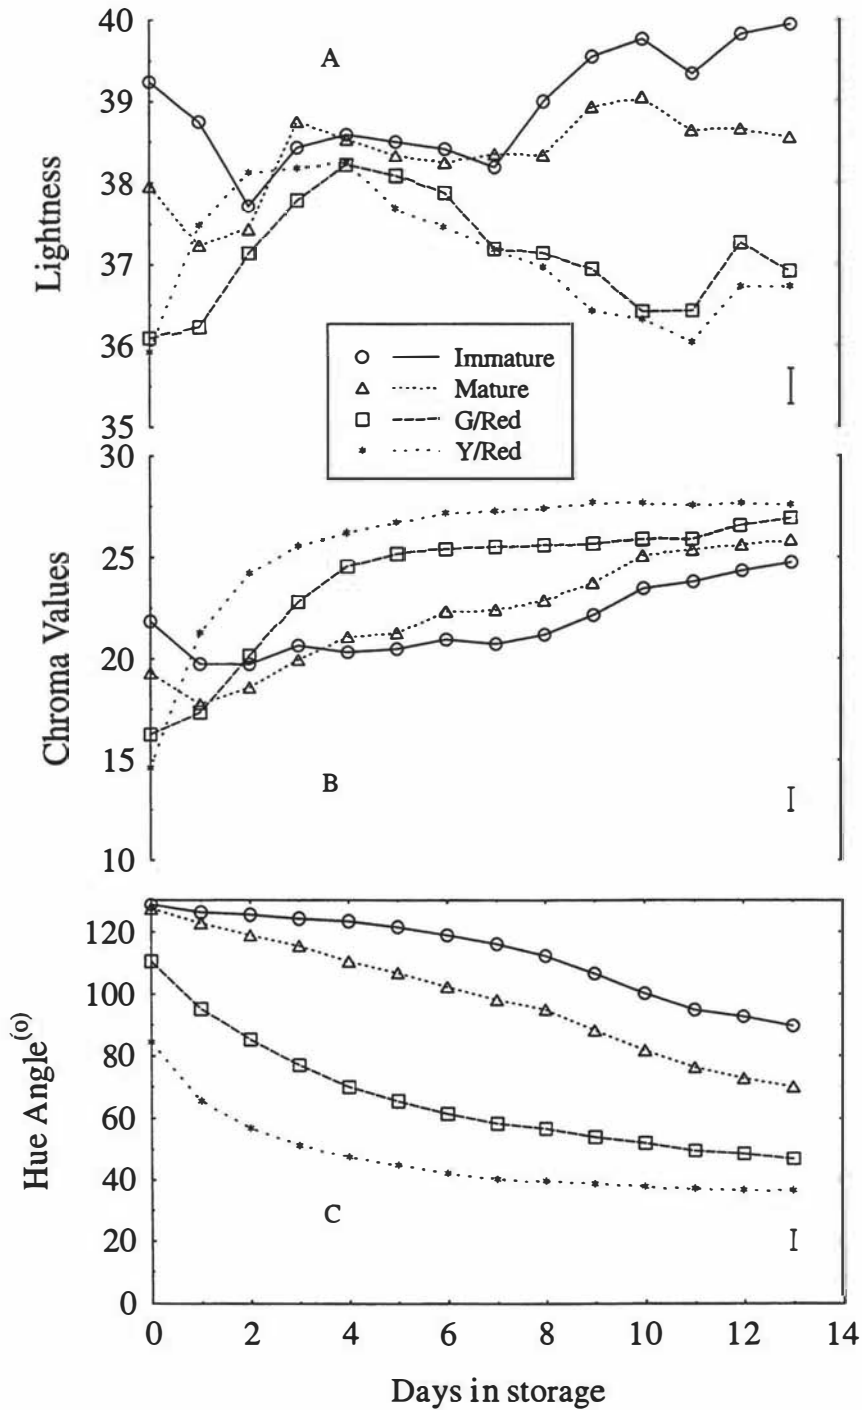 40
39
38
37
36
35
Lightness
A
Immature
Mature
G/Red
Y/Red
30
25
20
15
10
Chroma Values
B
120
100
80
60
40
20
0
Hue Angle(o)
C
0 2 4 6 8 10 12 14
Days in storage